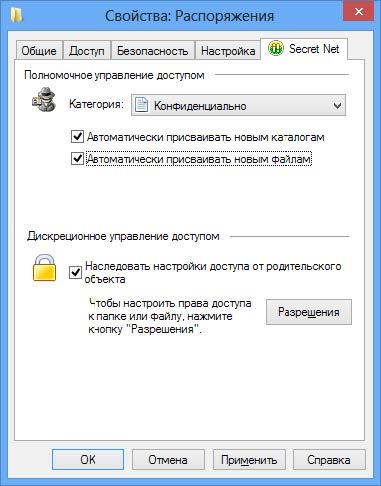 Свойства: Распоряжения
Общие Доступ Безопасность Настройка Secret Net
Полномочное управление доступом
Категория: Конфиденциально
Автоматически присваивать новым каталогам
Автоматически присваивать новым файлам
Дискреционное управление доступом
Наследовать настройки доступа от родительского
объекта
Чтобы настроить права доступа
к папке или файлу, нажмите
кнопку "Разрешения".
Разрешения
ОК Отмена Применить Справка